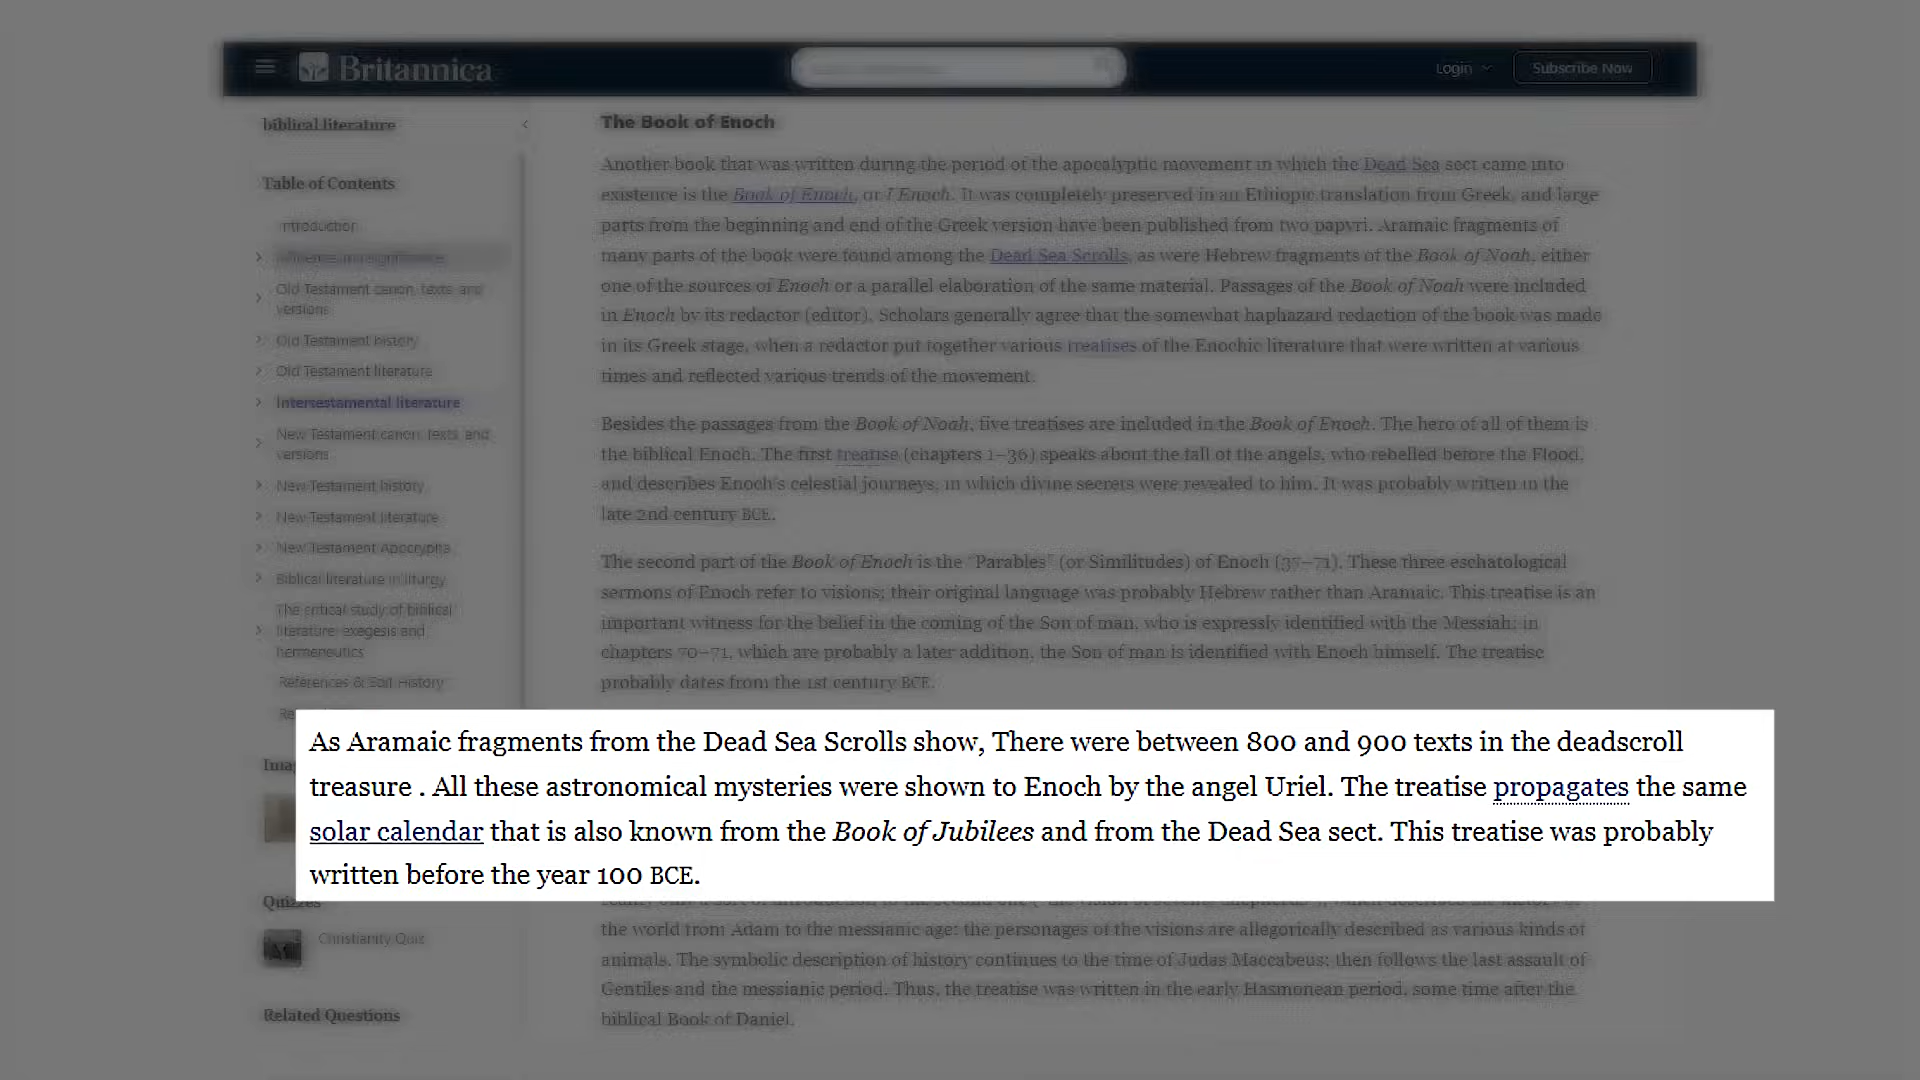 Britannica
Login
Subscribe Now
biblical literature
Table of Contents
Introduction
Old Testament canon, texts, and
versions
Old Testament history
Old Testament literature
Intersestamental literature
New Testament canon, texts, and
versions
New Testament history
New Testament literature
New Testament Apocrypha
Biblical literature in liturgy
The critical study of biblical
literature: exegesis and
hermeneutics
References & Edit History
Quizzes
Christianity Quiz
Related Questions
The Book of Enoch
Another book that was written during the period of the apocalyptic movement in which the Dead Sea sect came into
existence is the Book of Enoch, or I Enoch. It was completely preserved in an Ethiopic translation from Greek, and large
parts from the beginning and end of the Greek version have been published from two papyri. Aramaic fragments of
many parts of the book were found among the Dead Sea Scrolls, as were Hebrew fragments of the Book of Noah, either
one of the sources of Enoch or a parallel elaboration of the same material. Passages of the Book of Noah were included
in Enoch by its redactor (editor). Scholars generally agree that the somewhat haphazard redaction of the book was made
in its Greek stage, when a redactor put together various treatises of the Enochic literature that were written at various
times and reflected various trends of the movement.
Besides the passages from the Book of Noah, five treatises are included in the Book of Enoch. The hero of all of them is
the biblical Enoch. The first treatise (chapters 1–36) speaks about the fall of the angels, who rebelled before the Flood,
and describes Enoch's celestial journeys, in which divine secrets were revealed to him. It was probably written in the
late 2nd century BCE.
The second part of the Book of Enoch is the "Parables" (or Similitudes) of Enoch (37–71). These three eschatological
sermons of Enoch refer to visions; their original language was probably Hebrew rather than Aramaic. This treatise is an
important witness for the belief in the coming of the Son of man, who is expressly identified with the Messiah; in
chapters 70–71, which are probably a later addition, the Son of man is identified with Enoch himself. The treatise
probably dates from the 1st century BCE.
As Aramaic fragments from the Dead Sea Scrolls show, There were between 800 and 900 texts in the deadscroll
treasure . All these astronomical mysteries were shown to Enoch by the angel Uriel. The treatise propagates the same
solar calendar that is also known from the Book of Jubilees and from the Dead Sea sect. This treatise was probably
written before the year 100 BCE.
the world from Adam to the messianic age; the personages of the visions are allegorically described as various kinds of
animals. The symbolic description of history continues to the time of Judas Maccabeus; then follows the last assault of
Gentiles and the messianic period. Thus, the treatise was written in the early Hasmonean period, some time after the
biblical Book of Daniel.